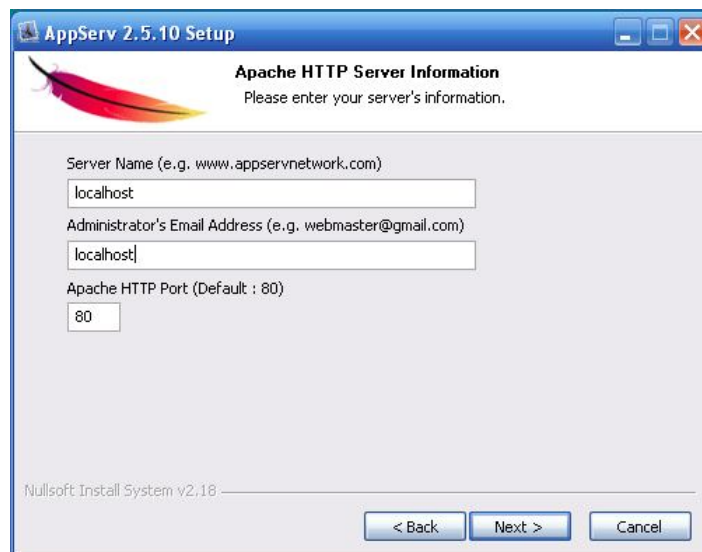 AppServ 2.5.10 Setup
Apache HTTP Server Information
Please enter your server's information.
Server Name (e.g. www.appservnetwork.com)
localhost
Administrator's Email Address (e.g. webmaster@gmail.com)
localhost
Apache HTTP Port (Default : 80)
80
Nullsoft Install System v2.18
< Back Next > Cancel